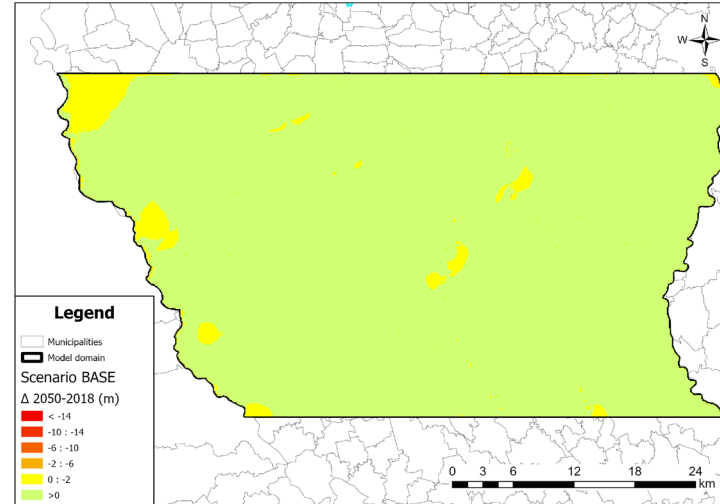 N
W E
S
Legend
Municipalities
Model domain
Scenario BASE
Δ 2050-2018 (m)
< -14
-10 : -14
-6 : -10
-2 : -6
0 : -2
>0
0 3 6 12 18 24
km